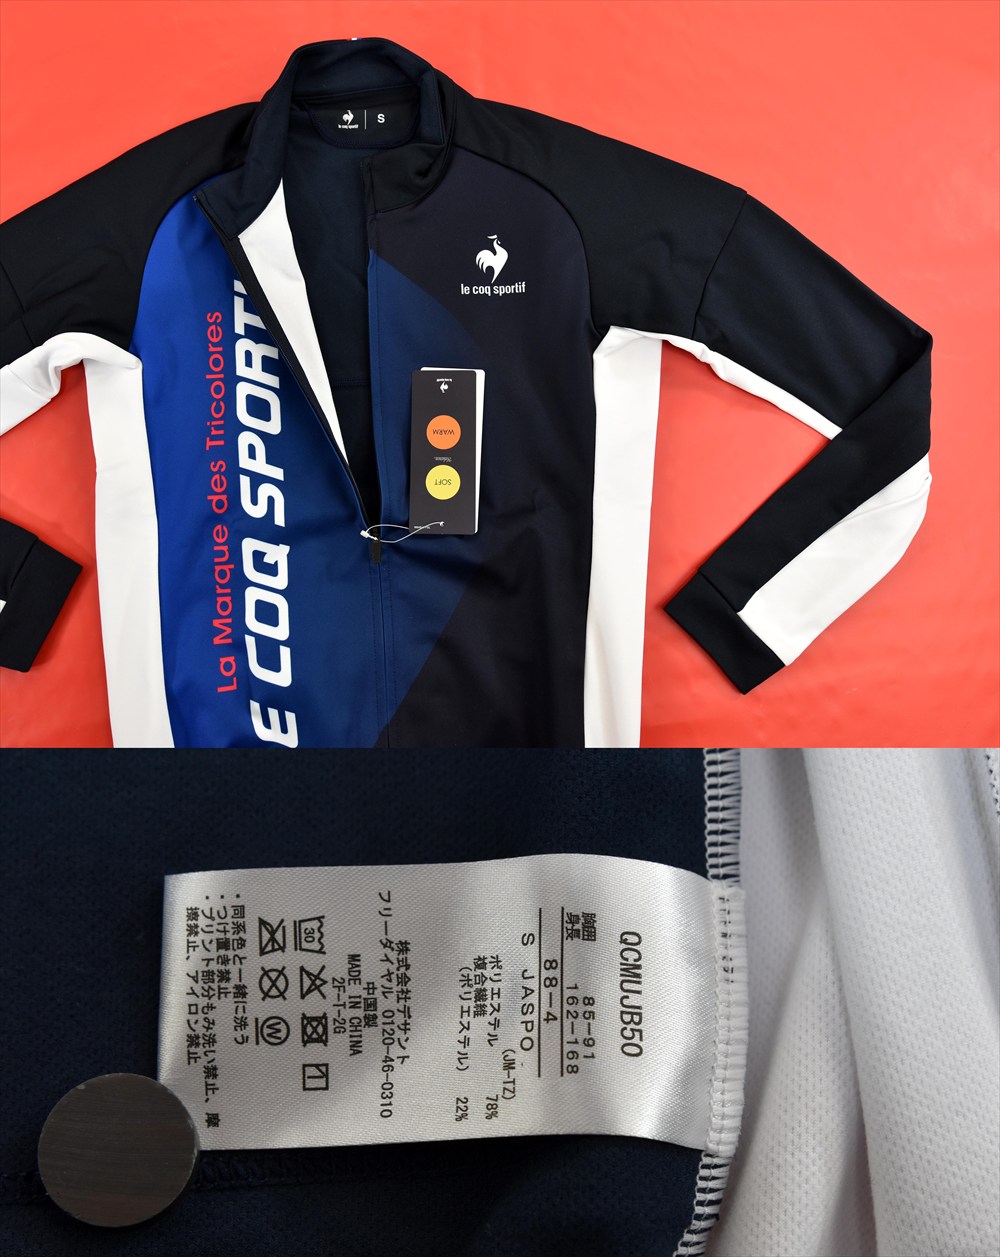 le coq sportif
S
le coq sportif
La Marque des Tricolores
E COQ SPORTI
WARM
SOFT
QCMUJB50
胸囲 85-91
身長 162-168
88-4
S JASPO
(JM-TZ)
ポリエステル 78%
複合繊維
(ポリエステル) 22%
株式会社デサント
フリーダイヤル 0120-46-0310
中国製
MADE IN CHINA
2F-T-2G
30
W
・同系色と一緒に洗う
・つけ置き禁止
・プリント部分もみ洗い禁止、摩
擦禁止、アイロン禁止